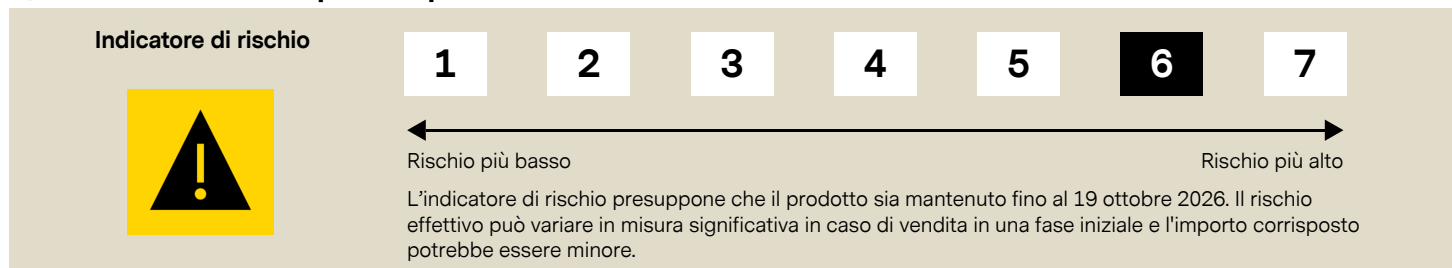 Indicatore di rischio
1 2 3 4 5 6 7
Rischio più basso Rischio più alto
L'indicatore di rischio presuppone che il prodotto sia mantenuto fino al 19 ottobre 2026. Il rischio
effettivo può variare in misura significativa in caso di vendita in una fase iniziale e l'importo corrisposto
potrebbe essere minore.